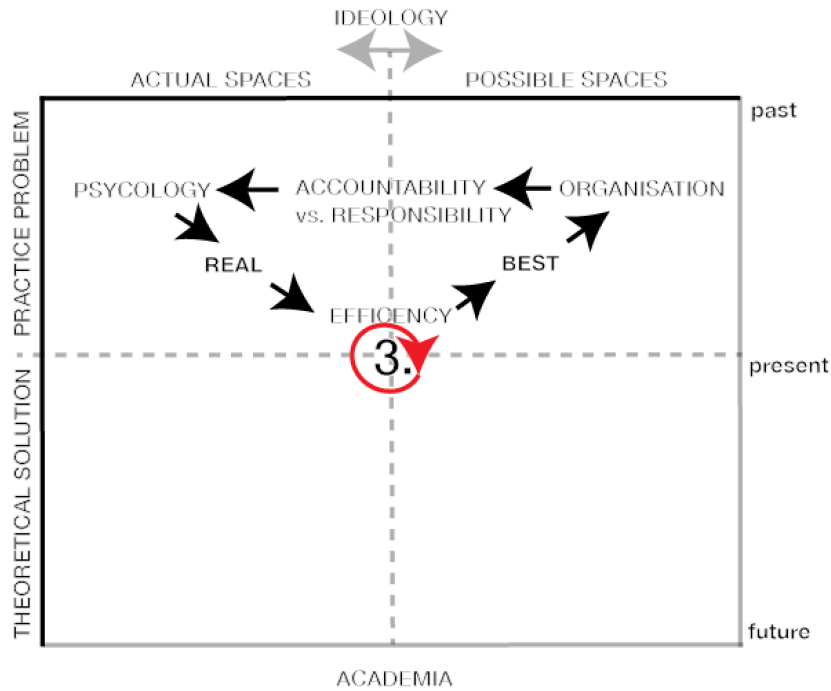 IDEOLOGY
ACTUAL SPACES
POSSIBLE SPACES
past
PRACTICE PROBLEM
PSYCOLOGY
ACCOUNTABILITY
vs. RESPONSIBILITY
ORGANISATION
REAL
BEST
EFFICENCY
3.
present
THEORETICAL SOLUTION
future
ACADEMIA